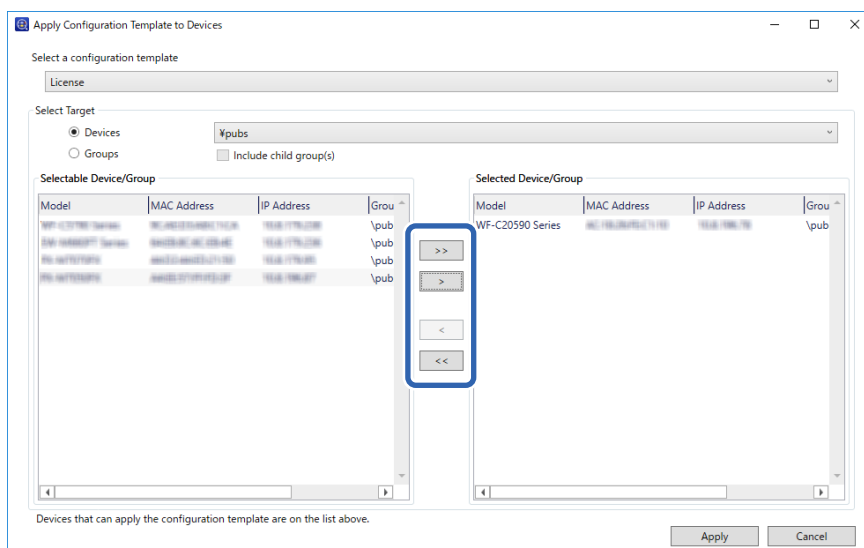 Apply Configuration Template to Devices
Select a configuration template
License
Select Target
Devices
¥pubs
Groups
Include child group(s)
Selectable Device/Group
Selected Device/Group
Model MAC Address IP Address Grou
Model MAC Address IP Address Grou
\pub
WF-C20590 Series \pub
\pub
\pub
\pub
>>
>
<
<<
Devices that can apply the configuration template are on the list above.
Apply Cancel